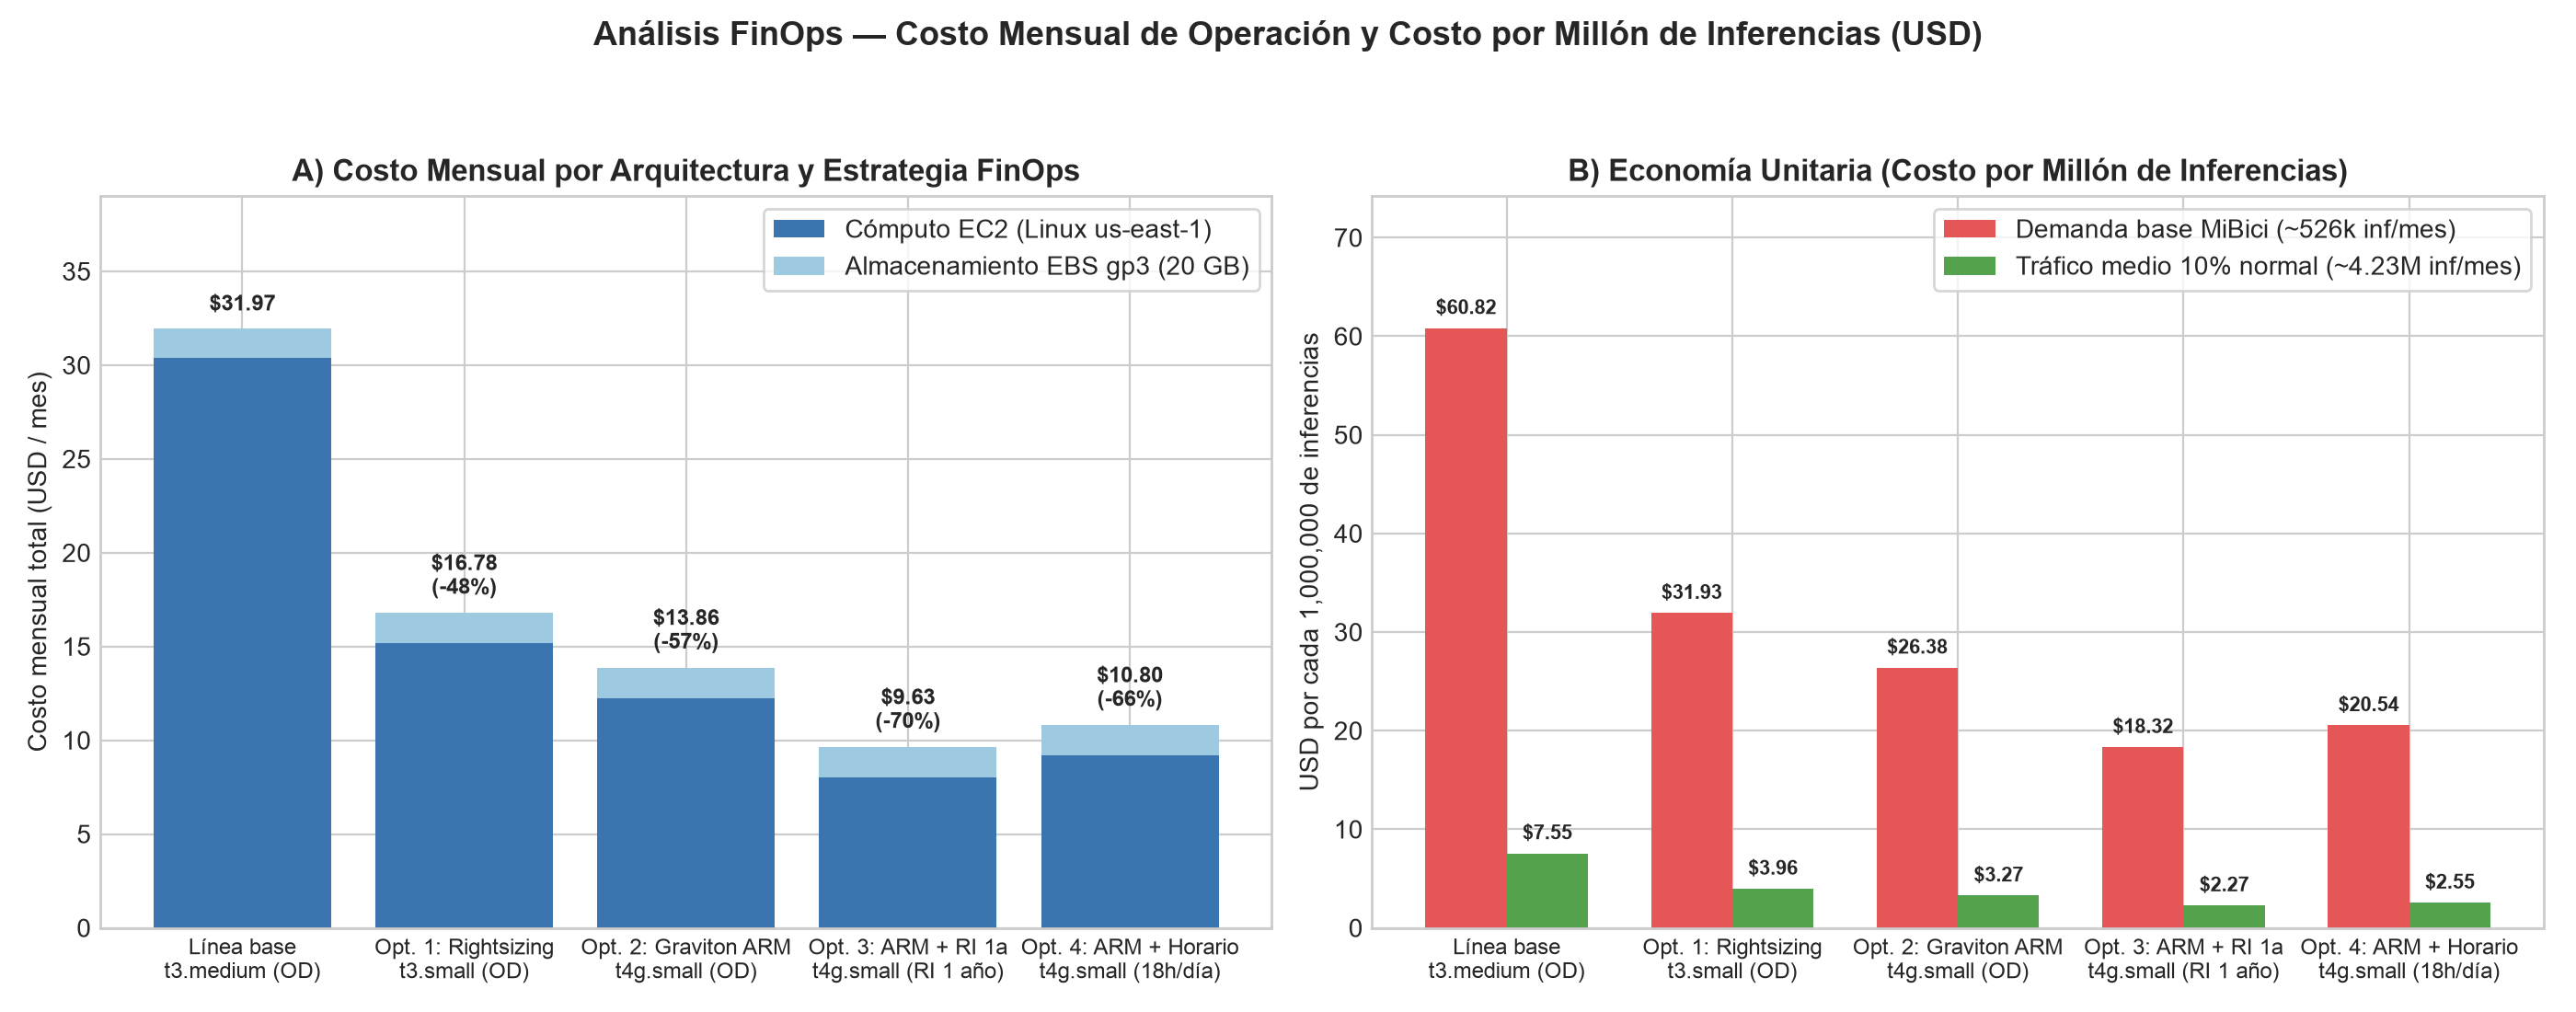 Análisis FinOps — Costo Mensual de Operación y Costo por Millón de Inferencias (USD)
A) Costo Mensual por Arquitectura y Estrategia FinOps
Cómputo EC2 (Linux us-east-1)
Almacenamiento EBS gp3 (20 GB)
Costo mensual total (USD / mes)
35
30
25
20
15
10
5
0
$31.97
$16.78
(-48%)
$13.86
(-57%)
$9.63
(-70%)
$10.80
(-66%)
Línea base
t3.medium (OD)
Opt. 1: Rightsizing
t3.small (OD)
Opt. 2: Graviton ARM
t4g.small (OD)
Opt. 3: ARM + RI 1a
t4g.small (RI 1 año)
Opt. 4: ARM + Horario
t4g.small (18h/día)
B) Economía Unitaria (Costo por Millón de Inferencias)
Demanda base MiBici (~526k inf/mes)
Tráfico medio 10% normal (~4.23M inf/mes)
USD por cada 1,000,000 de inferencias
70
60
50
40
30
20
10
0
$60.82
$7.55
$31.93
$3.96
$26.38
$3.27
$18.32
$2.27
$20.54
$2.55
Línea base
t3.medium (OD)
Opt. 1: Rightsizing
t3.small (OD)
Opt. 2: Graviton ARM
t4g.small (OD)
Opt. 3: ARM + RI 1a
t4g.small (RI 1 año)
Opt. 4: ARM + Horario
t4g.small (18h/día)